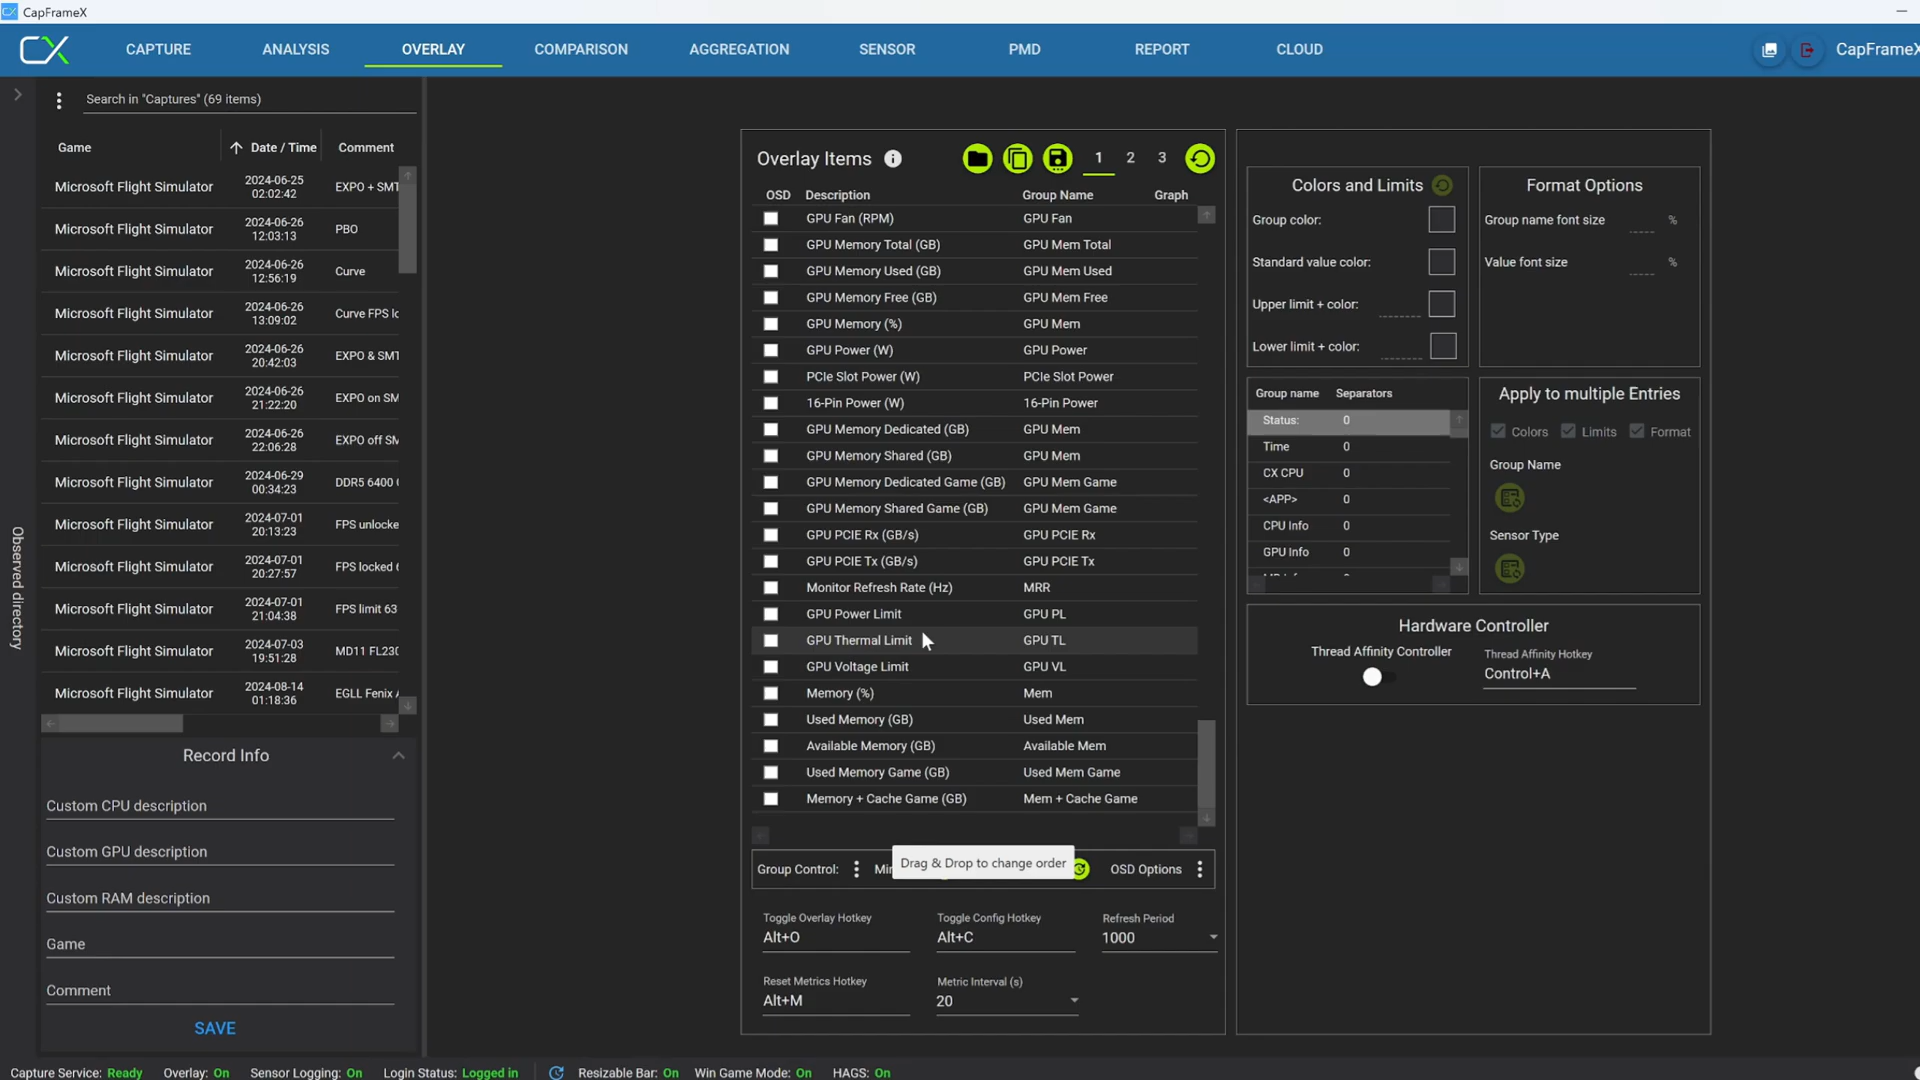 CapFrameX
CX CAPTURE ANALYSIS OVERLAY COMPARISON AGGREGATION SENSOR PMD REPORT CLOUD CapFrameX
Search in "Captures" (69 items)
Game Date / Time Comment
Microsoft Flight Simulator 2024-06-25 02:02:42 EXPO + SMT
Microsoft Flight Simulator 2024-06-26 12:03:13 PBO
Microsoft Flight Simulator 2024-06-26 12:56:19 Curve
Microsoft Flight Simulator 2024-06-26 13:09:02 Curve FPS lo
Microsoft Flight Simulator 2024-06-26 20:42:03 EXPO & SMT
Microsoft Flight Simulator 2024-06-26 21:22:20 EXPO on SM
Microsoft Flight Simulator 2024-06-26 22:06:28 EXPO off SM
Microsoft Flight Simulator 2024-06-29 00:34:23 DDR5 6400
Microsoft Flight Simulator 2024-07-01 20:13:23 FPS unlocke
Microsoft Flight Simulator 2024-07-01 20:27:57 FPS locked 6
Microsoft Flight Simulator 2024-07-01 21:04:38 FPS limit 63
Microsoft Flight Simulator 2024-07-03 19:51:28 MD11 FL230
Microsoft Flight Simulator 2024-08-14 01:18:36 EGLL Fenix
Observed directory
Record Info
Custom CPU description
Custom GPU description
Custom RAM description
Game
Comment
SAVE
Overlay Items 1 2 3
OSD Description Group Name Graph
GPU Fan (RPM) GPU Fan
GPU Memory Total (GB) GPU Mem Total
GPU Memory Used (GB) GPU Mem Used
GPU Memory Free (GB) GPU Mem Free
GPU Memory (%) GPU Mem
GPU Power (W) GPU Power
PCIe Slot Power (W) PCIe Slot Power
16-Pin Power (W) 16-Pin Power
GPU Memory Dedicated (GB) GPU Mem
GPU Memory Shared (GB) GPU Mem
GPU Memory Dedicated Game (GB) GPU Mem Game
GPU Memory Shared Game (GB) GPU Mem Game
GPU PCIE Rx (GB/s) GPU PCIE Rx
GPU PCIE Tx (GB/s) GPU PCIE Tx
Monitor Refresh Rate (Hz) MRR
GPU Power Limit GPU PL
GPU Thermal Limit GPU TL
GPU Voltage Limit GPU VL
Memory (%) Mem
Used Memory (GB) Used Mem
Available Memory (GB) Available Mem
Used Memory Game (GB) Used Mem Game
Memory + Cache Game (GB) Mem + Cache Game
Group Control: Drag & Drop to change order OSD Options
Toggle Overlay Hotkey Toggle Config Hotkey Refresh Period
Alt+O Alt+C 1000
Reset Metrics Hotkey Metric Interval (s)
Alt+M 20
Colors and Limits
Group color:
Standard value color:
Upper limit + color:
Lower limit + color:
Format Options
Group name font size %
Value font size %
Group name Separators
Status: 0
Time 0
CX CPU 0
<APP> 0
CPU Info 0
GPU Info 0
Apply to multiple Entries
Colors Limits Format
Group Name
Sensor Type
Hardware Controller
Thread Affinity Controller Thread Affinity Hotkey
Control+A
Capture Service: Ready Overlay: On Sensor Logging: On Login Status: Logged in Resizable Bar: On Win Game Mode: On HAGS: On